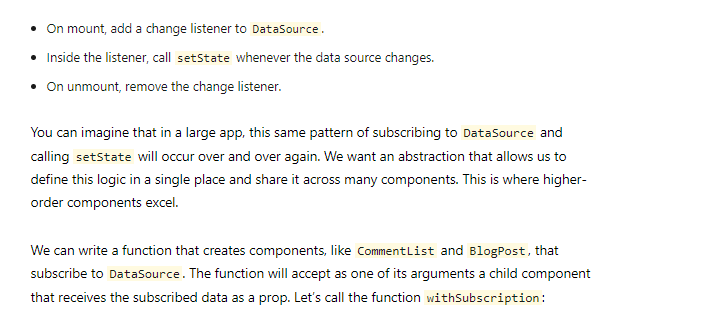 • On mount, add a change listener to DataSource.
• Inside the listener, call setState whenever the data source changes.
• On unmount, remove the change listener.
You can imagine that in a large app, this same pattern of subscribing to DataSource and
calling setState will occur over and over again. We want an abstraction that allows us to
define this logic in a single place and share it across many components. This is where higher-
order components excel.
We can write a function that creates components, like CommentList and BlogPost, that
subscribe to DataSource. The function will accept as one of its arguments a child component
that receives the subscribed data as a prop. Let's call the function withSubscription: